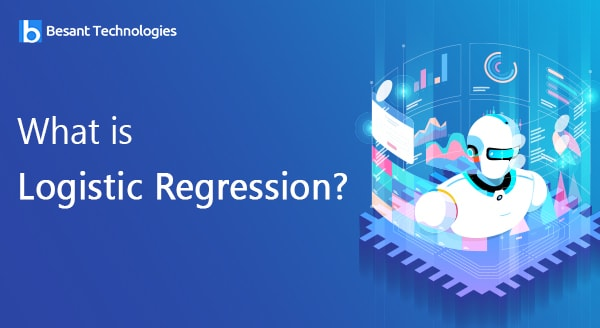 Besant Technologies
What is
Logistic Regression?